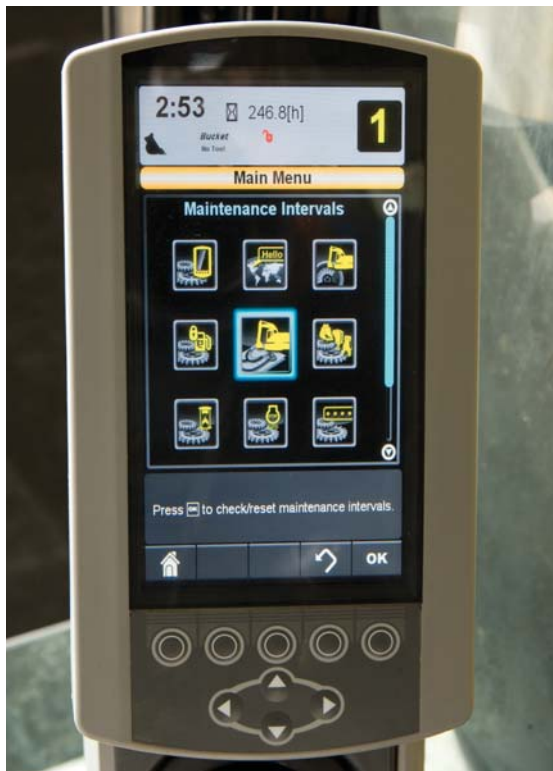 2:53 246.8[h] 1
Bucket
No Tool
Main Menu
Maintenance Intervals
Hello
Press OK to check/reset maintenance intervals.
OK